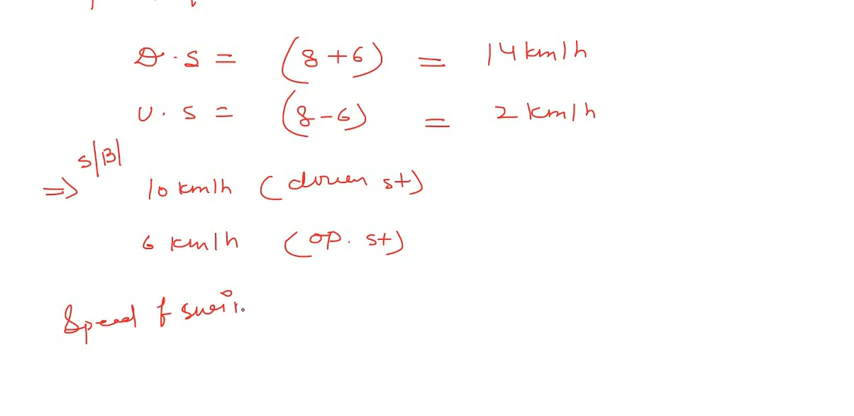 D.S = (8+6) = 14 km/h
U.S = (8-6) = 2 km/h
S/B/
=> 10 km/h (down st)
6 km/h (op. st)
Speed of swi